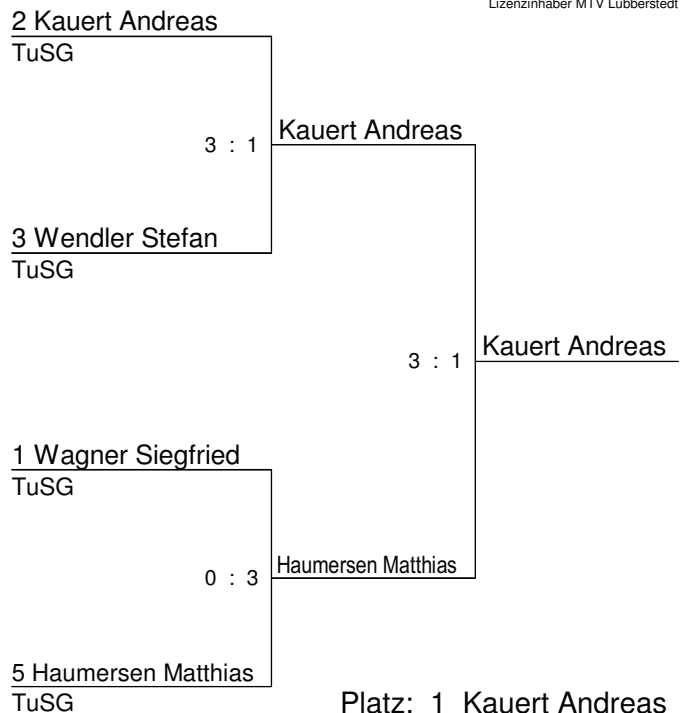 Lizenzinhaber MTV Lübberstedt
2 Kauert Andreas
TuSG
3 : 1
Kauert Andreas
3 Wendler Stefan
TuSG
3 : 1
Kauert Andreas
1 Wagner Siegfried
TuSG
0 : 3
Haumersen Matthias
5 Haumersen Matthias
TuSG
Platz: 1 Kauert Andreas